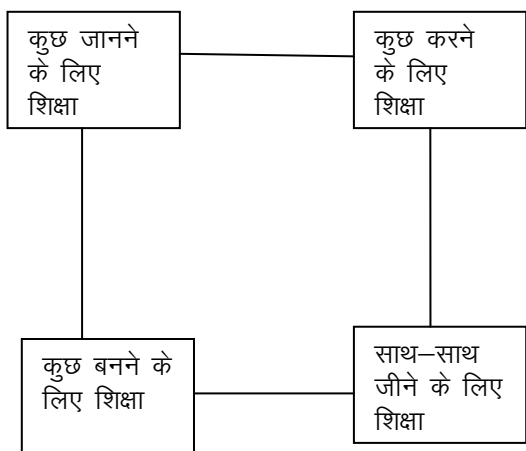 कुछ जानने
के लिए
शिक्षा
कुछ करने
के लिए
शिक्षा
कुछ बनने के
लिए शिक्षा
साथ–साथ
जीने के लिए
शिक्षा